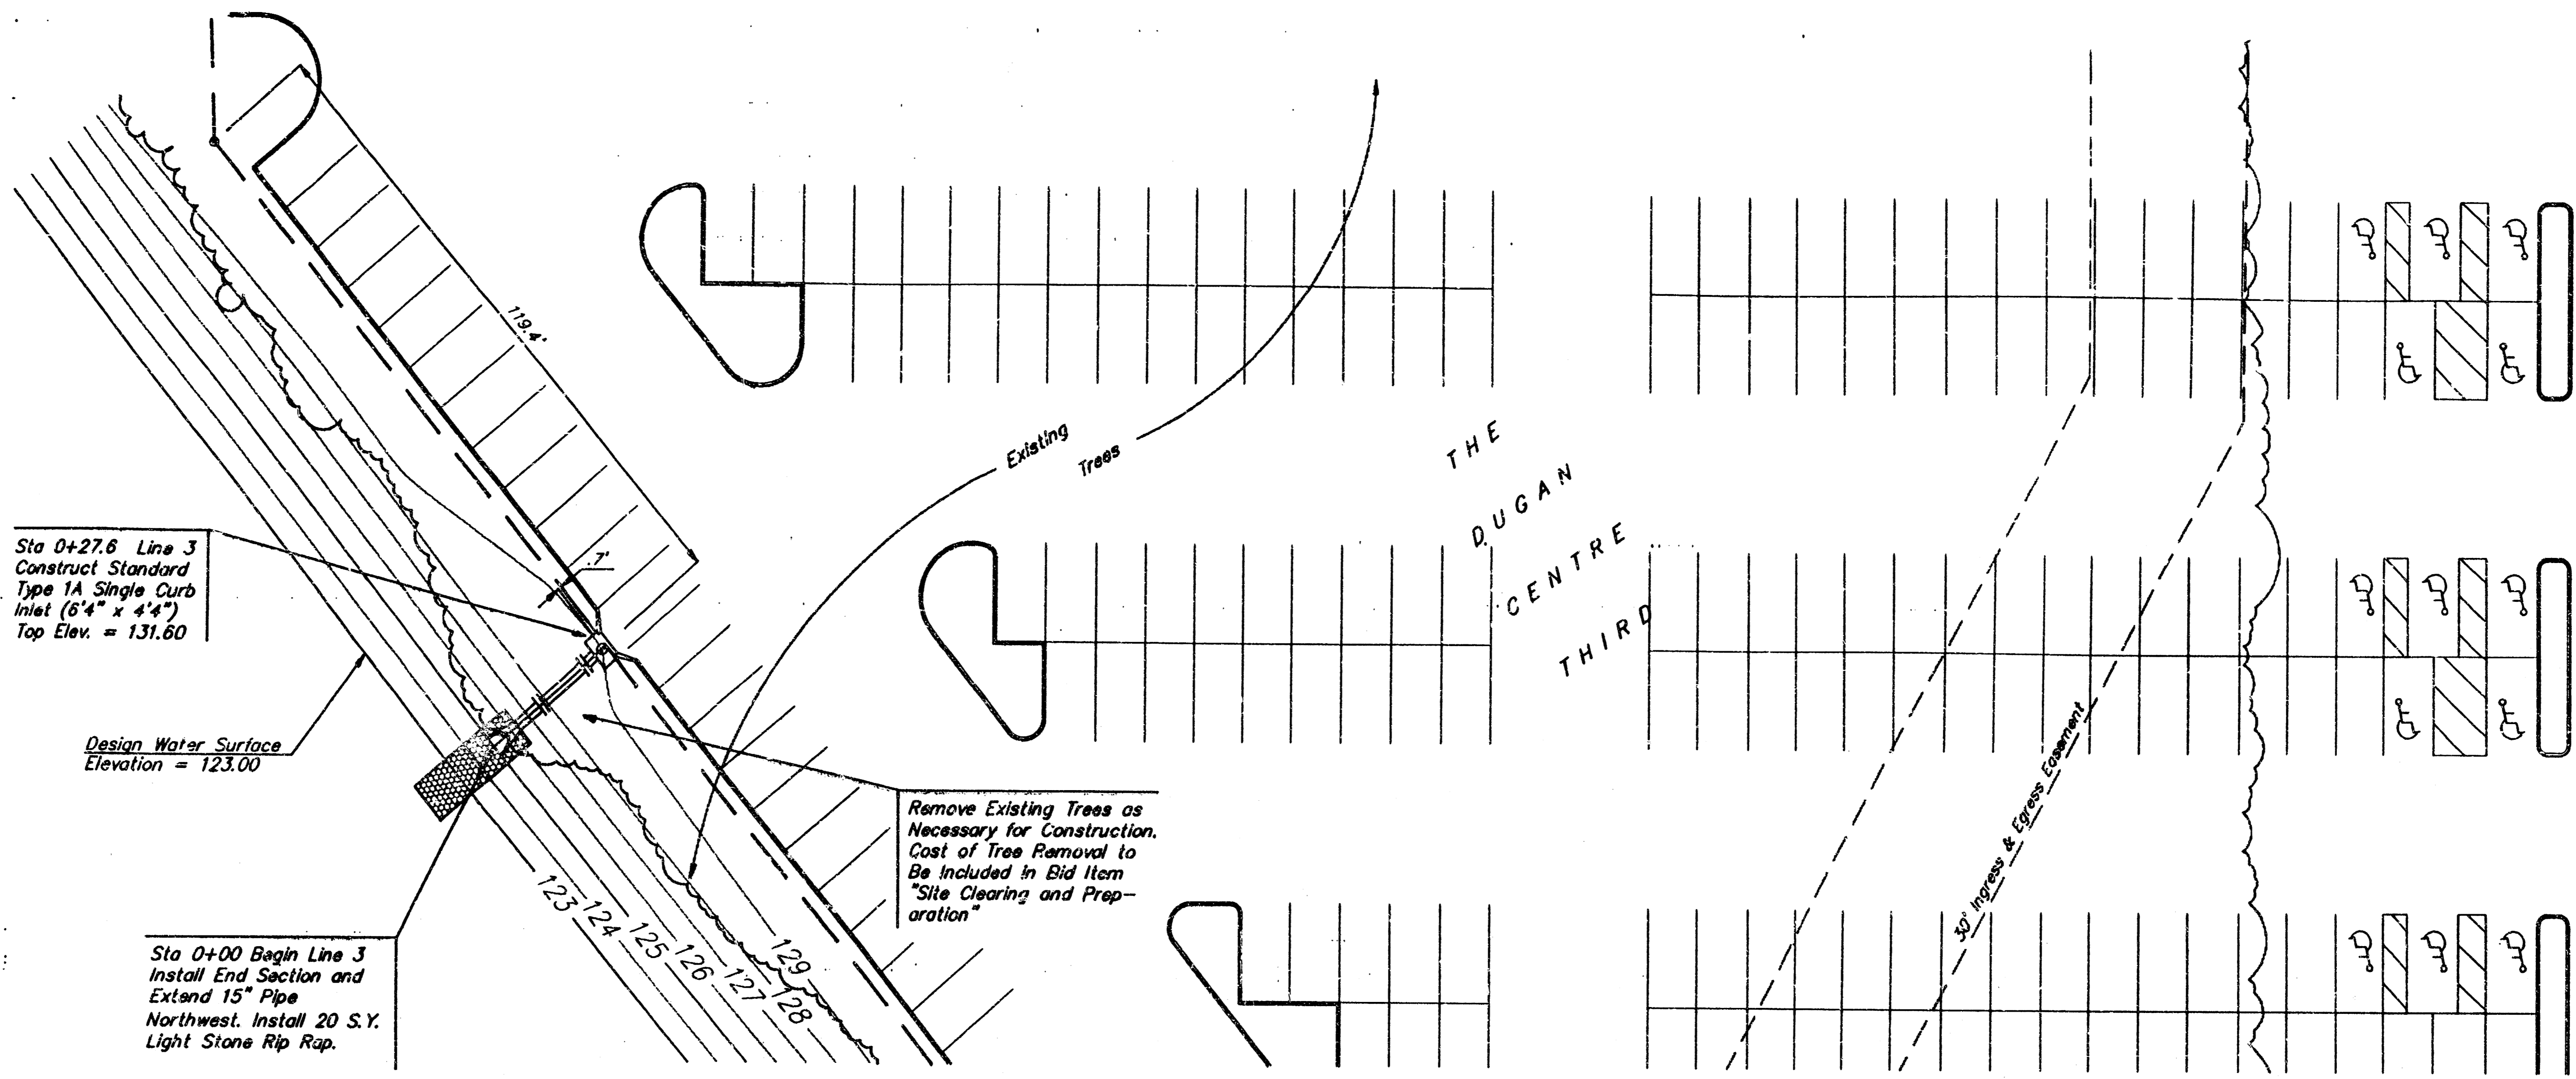 119.4'
Existing
Trees
THE
DUGAN
CENTRE
THIRD
Sta 0+27.6 Line 3
Construct Standard
Type 1A Single Curb
Inlet (6'4" x 4'4")
Top Elev. = 131.60
.7'
Design Water Surface
Elevation = 123.00
Remove Existing Trees as
Necessary for Construction.
Cost of Tree Removal to
Be Included in Bid Item
"Site Clearing and Prep-
aration"
30' Ingress & Egress Easement
123
124
125
126
127
128
129
Sta 0+00 Begin Line 3
Install End Section and
Extend 15" Pipe
Northwest. Install 20 S.Y.
Light Stone Rip Rap.